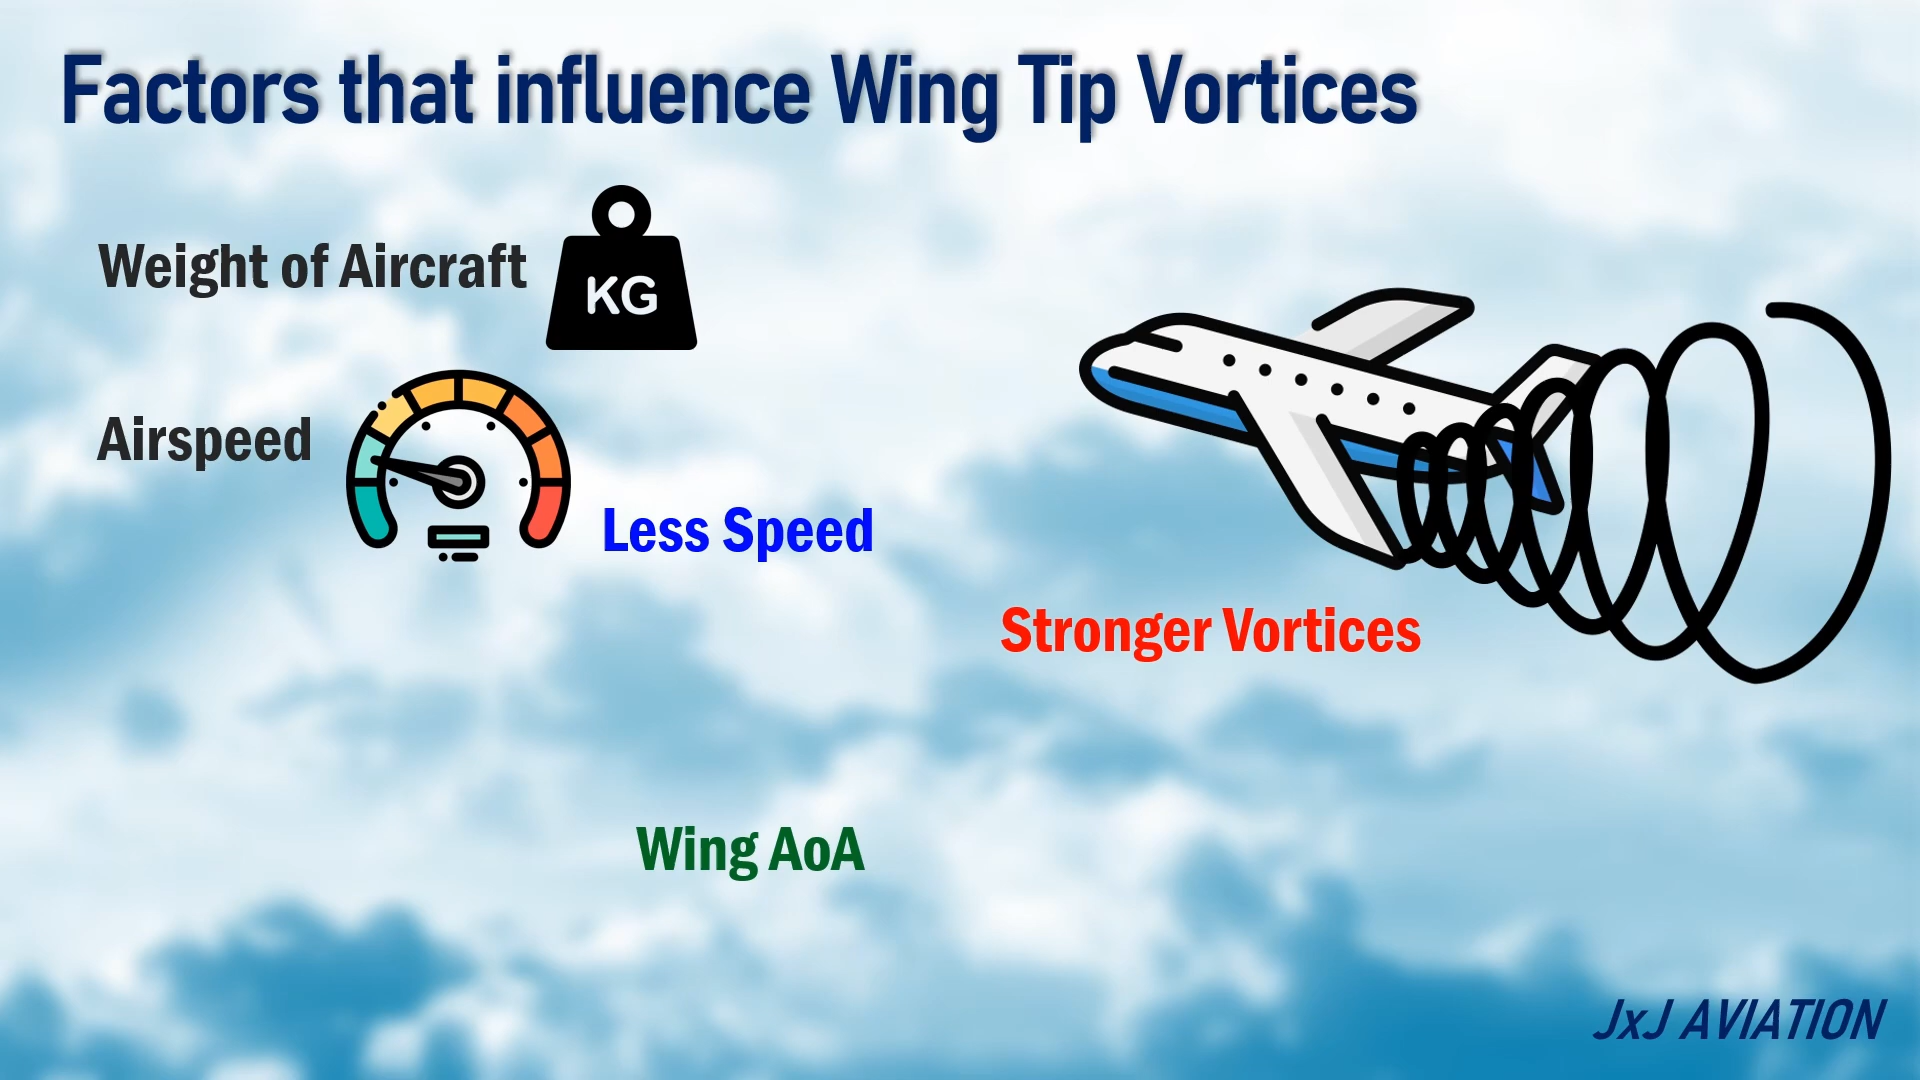 Factors that influence Wing Tip Vortices
Weight of Aircraft
KG
Airspeed
Less Speed
Stronger Vortices
Wing AoA
JxJ AVIATION